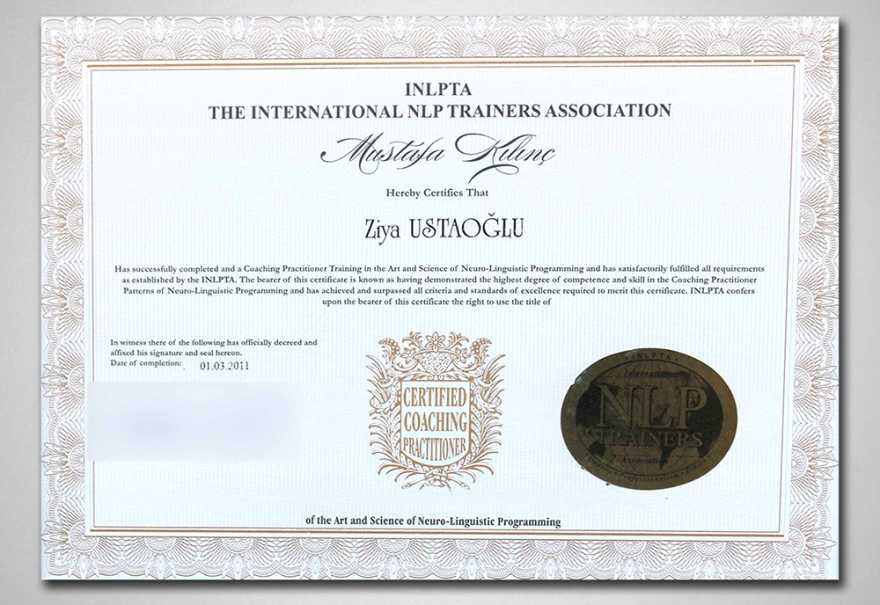 INLPTA
THE INTERNATIONAL NLP TRAINERS ASSOCIATION
Mustafa Kılınç
Hereby Certifies That
Ziya USTAOĞLU
Has successfully completed and a Coaching Practitioner Training in the Art and Science of Neuro-Linguistic Programming and has satisfactorily fulfilled all requirements
as established by the INLPTA. The bearer of this certificate is known as having demonstrated the highest degree of competence and skill in the Coaching Practitioner
Patterns of Neuro-Linguistic Programming and has achieved and surpassed all criteria and standards of excellence required to merit this certificate. INLPTA confers
upon the bearer of this certificate the right to use the title of
In witness there of the following has officially decreed and
affixed his signature and seal hereon.
Date of completion: 01.03.2011
CERTIFIED
COACHING
PRACTITIONER
INLPTA
International
NLP
TRAINERS
Association
of the Art and Science of Neuro-Linguistic Programming